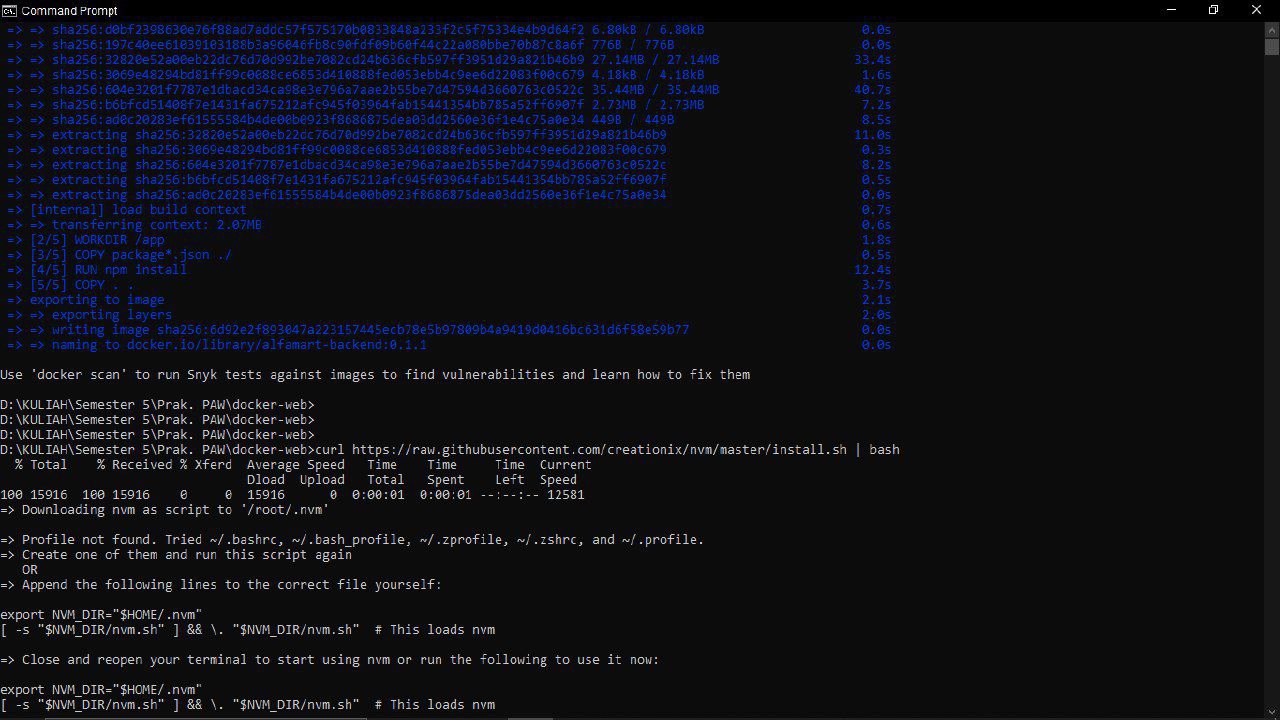 Command Prompt
=> => sha256:d0bf2398630e76f88ad7addc57f575170b0833848a233f2c5f75334e4b9d64f2 6.80kB / 6.80kB 0.0s
=> => sha256:197c40ee61039103188b3a96046fb8c90fdf09b60f44c22a080bbe70b87c8a6f 776B / 776B 0.0s
=> => sha256:32820e52a00eb22dc76d70d992be7082cd24b636cfb597ff3951d29a821b46b9 27.14MB / 27.14MB 33.4s
=> => sha256:3069e48294bd81ff99c0088ce6853d410888fed053ebb4c9ee6d22083f00c679 4.18kB / 4.18kB 1.6s
=> => sha256:604e3201f7787e1dbacd34ca98e3e796a7aae2b55be7d47594d3660763c0522c 35.44MB / 35.44MB 40.7s
=> => sha256:b6bfcd51408f7e1431fa675212afc945f03964fab15441354bb785a52ff6907f 2.73MB / 2.73MB 7.2s
=> => sha256:ad0c20283ef61555584b4de00b0923f8686875dea03dd2560e36f1e4c75a0e34 449B / 449B 8.5s
=> => extracting sha256:32820e52a00eb22dc76d70d992be7082cd24b636cfb597ff3951d29a821b46b9 11.0s
=> => extracting sha256:3069e48294bd81ff99c0088ce6853d410888fed053ebb4c9ee6d22083f00c679 0.3s
=> => extracting sha256:604e3201f7787e1dbacd34ca98e3e796a7aae2b55be7d47594d3660763c0522c 8.2s
=> => extracting sha256:b6bfcd51408f7e1431fa675212afc945f03964fab15441354bb785a52ff6907f 0.5s
=> => extracting sha256:ad0c20283ef61555584b4de00b0923f8686875dea03dd2560e36f1e4c75a0e34 0.0s
=> [internal] load build context 0.7s
=> => transferring context: 2.07MB 0.6s
=> [2/5] WORKDIR /app 1.8s
=> [3/5] COPY package*.json ./ 0.5s
=> [4/5] RUN npm install 12.4s
=> [5/5] COPY . . 3.7s
=> exporting to image 2.1s
=> => exporting layers 2.0s
=> => writing image sha256:6d92e2f893047a223157445ecb78e5b97809b4a9419d0416bc631d6f58e59b77 0.0s
=> => naming to docker.io/library/alfamart-backend:0.1.1 0.0s
Use 'docker scan' to run Snyk tests against images to find vulnerabilities and learn how to fix them
D:\KULIAH\Semester 5\Prak. PAW\docker-web>
D:\KULIAH\Semester 5\Prak. PAW\docker-web>
D:\KULIAH\Semester 5\Prak. PAW\docker-web>
D:\KULIAH\Semester 5\Prak. PAW\docker-web>curl https://raw.githubusercontent.com/creationix/nvm/master/install.sh | bash
% Total % Received % Xferd Average Speed Time Time Time Current
Dload Upload Total Spent Left Speed
100 15916 100 15916 0 0 15916 0 0:00:01 0:00:01 --:--:-- 12581
=> Downloading nvm as script to '/root/.nvm'
=> Profile not found. Tried ~/.bashrc, ~/.bash_profile, ~/.zprofile, ~/.zshrc, and ~/.profile.
=> Create one of them and run this script again
OR
=> Append the following lines to the correct file yourself:
export NVM_DIR="$HOME/.nvm"
[ -s "$NVM_DIR/nvm.sh" ] && \. "$NVM_DIR/nvm.sh" # This loads nvm
=> Close and reopen your terminal to start using nvm or run the following to use it now:
export NVM_DIR="$HOME/.nvm"
[ -s "$NVM_DIR/nvm.sh" ] && \. "$NVM_DIR/nvm.sh" # This loads nvm